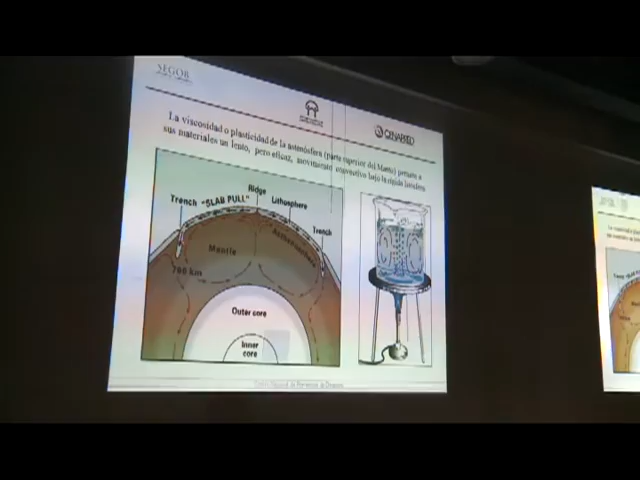 SEGOB
CENAPRED
La viscosidad o plasticidad de la astenósfera (parte superior del Manto) permite a
sus materiales un lento, pero eficaz, movimiento convectivo bajo la rígida
Ridge
Trench "SLAB PULL"
Lithosphere
Trench
Asthenosphere
Mantle
700 km
Outer core
Inner
core